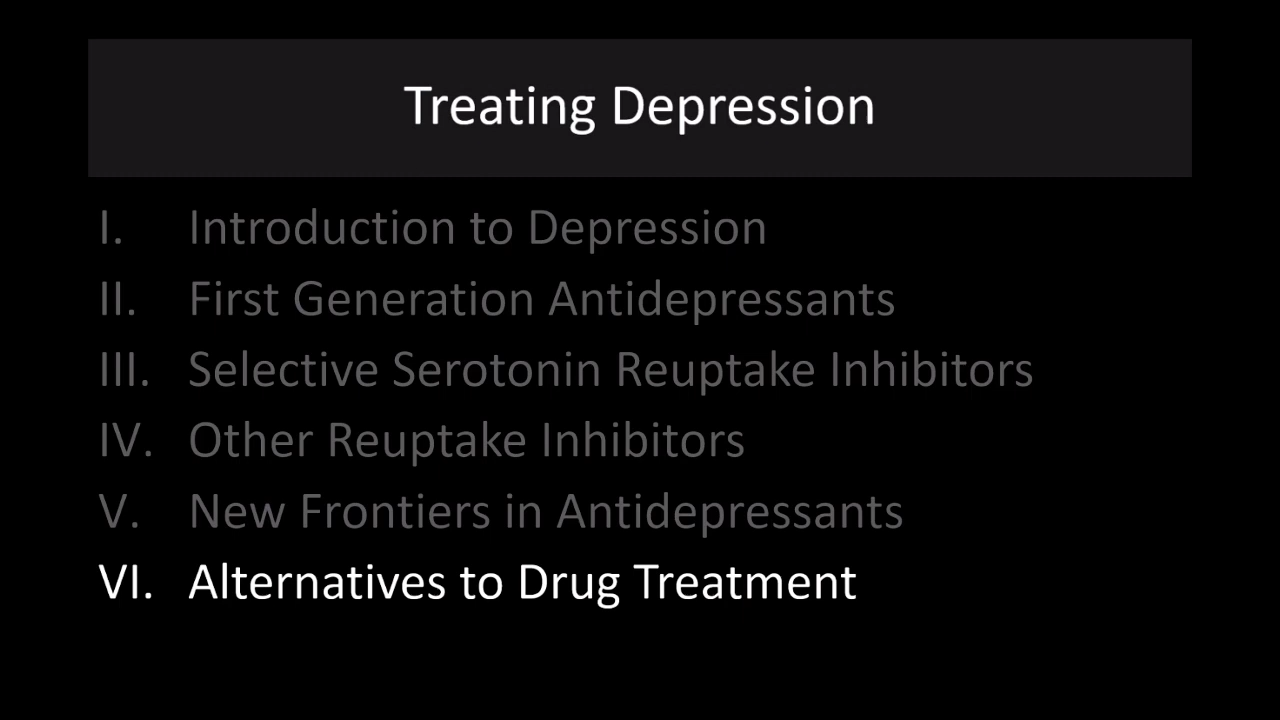 Treating Depression
I. Introduction to Depression
II. First Generation Antidepressants
III. Selective Serotonin Reuptake Inhibitors
IV. Other Reuptake Inhibitors
V. New Frontiers in Antidepressants
VI. Alternatives to Drug Treatment